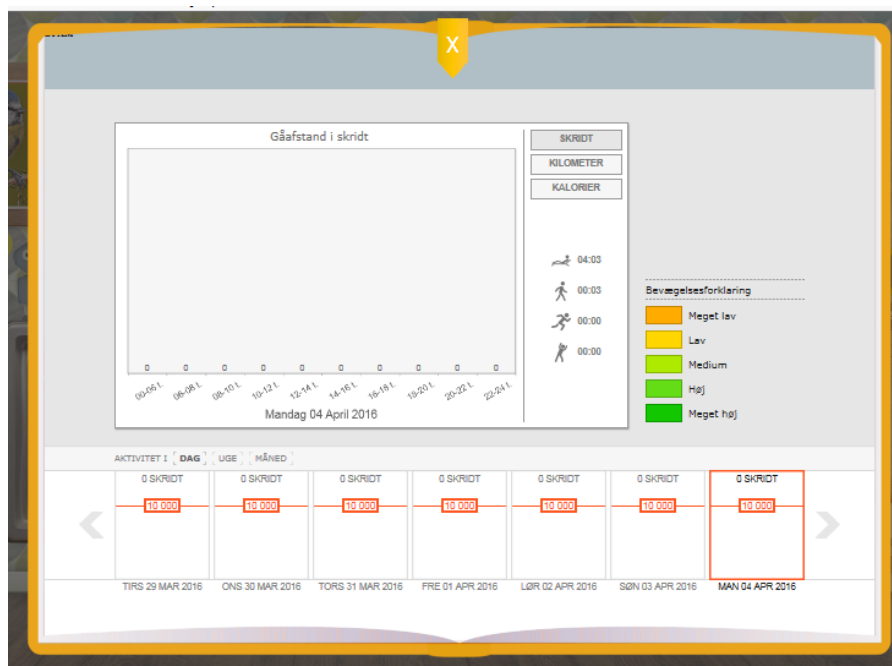 X
Gåafstand i skridt
SKRIDT
KILOMETER
KALORIER
04:03
00:03
00:00
00:00
0 0 0 0 0 0 0 0 0 0
00-06 t. 06-08 t. 08-10 t. 10-12 t. 12-14 t. 14-16 t. 16-18 t. 18-20 t. 20-22 t. 22-24 t.
Mandag 04 April 2016
Bevægelsesforklaring
Meget lav
Lav
Medium
Høj
Meget høj
AKTIVITET I [ DAG ] [ UGE ] [ MÅNED ]
0 SKRIDT 0 SKRIDT 0 SKRIDT 0 SKRIDT 0 SKRIDT 0 SKRIDT 0 SKRIDT
10 000 10 000 10 000 10 000 10 000 10 000 10 000
TIRS 29 MAR 2016 ONS 30 MAR 2016 TORS 31 MAR 2016 FRE 01 APR 2016 LØR 02 APR 2016 SØN 03 APR 2016 MAN 04 APR 2016